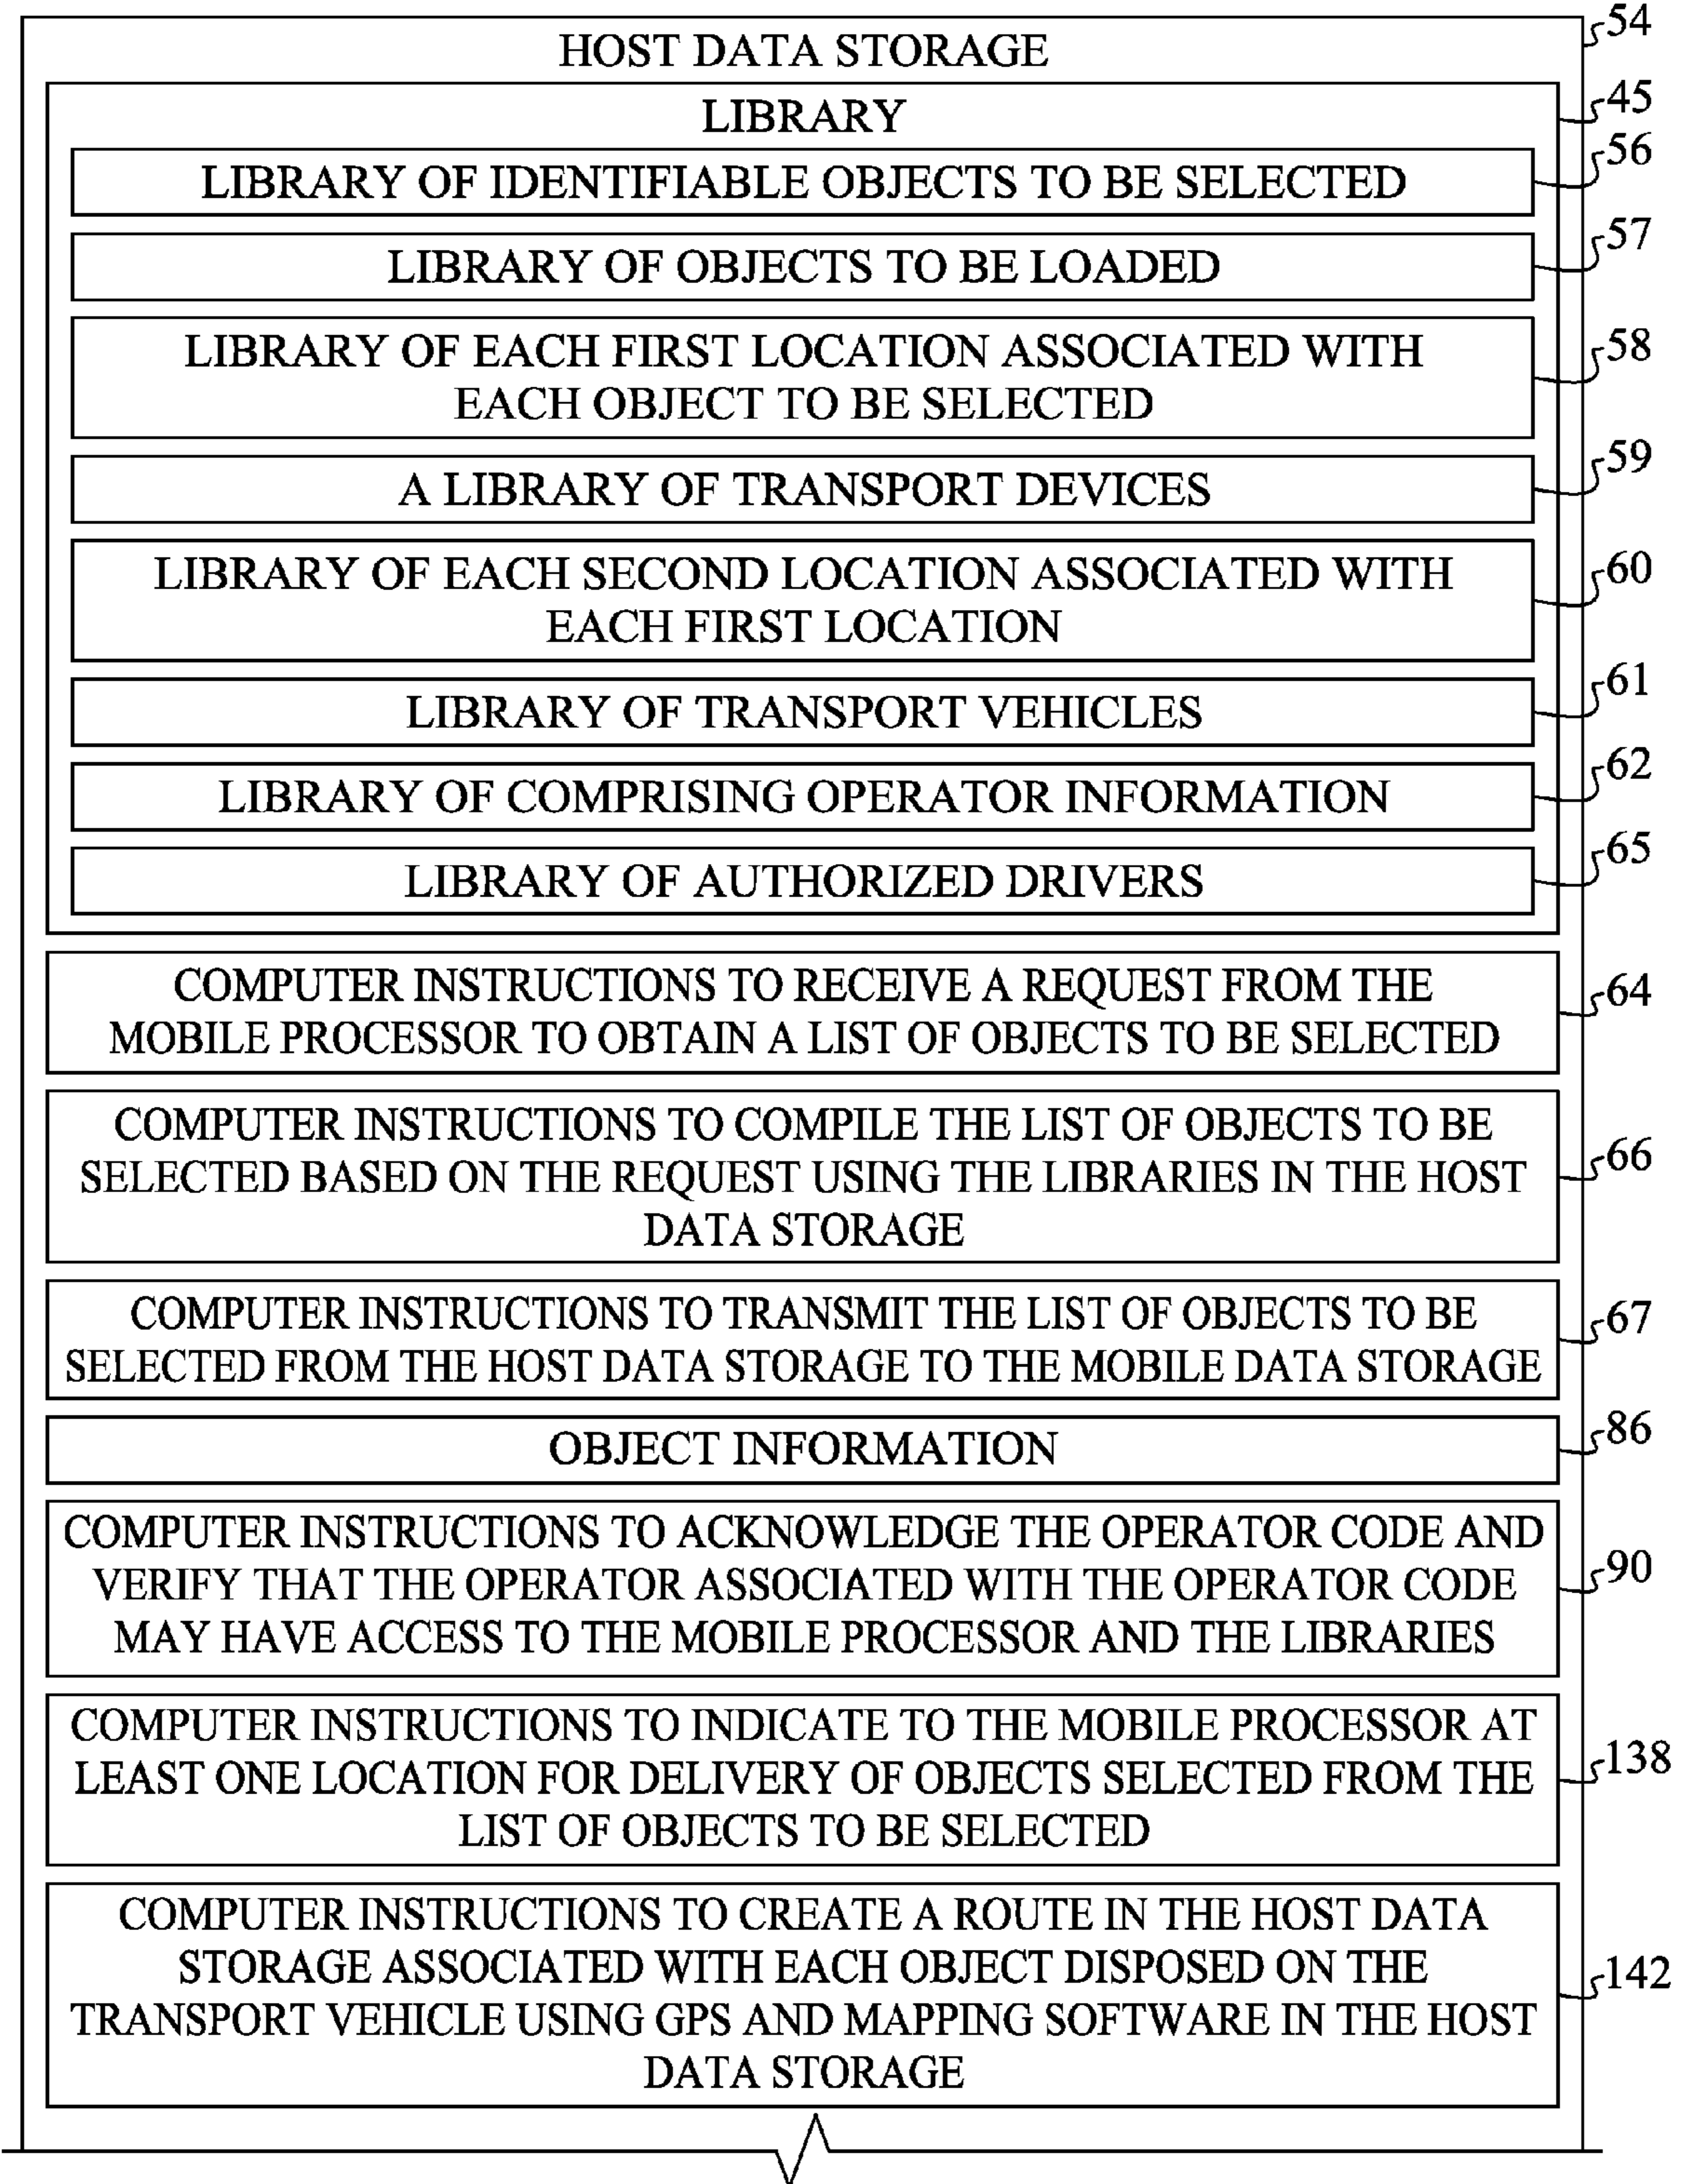 54
HOST DATA STORAGE
45
LIBRARY
56
LIBRARY OF IDENTIFIABLE OBJECTS TO BE SELECTED
57
LIBRARY OF OBJECTS TO BE LOADED
58
LIBRARY OF EACH FIRST LOCATION ASSOCIATED WITH
EACH OBJECT TO BE SELECTED
59
A LIBRARY OF TRANSPORT DEVICES
60
LIBRARY OF EACH SECOND LOCATION ASSOCIATED WITH
EACH FIRST LOCATION
61
LIBRARY OF TRANSPORT VEHICLES
62
LIBRARY OF COMPRISING OPERATOR INFORMATION
65
LIBRARY OF AUTHORIZED DRIVERS
COMPUTER INSTRUCTIONS TO RECEIVE A REQUEST FROM THE
64
MOBILE PROCESSOR TO OBTAIN A LIST OF OBJECTS TO BE SELECTED
COMPUTER INSTRUCTIONS TO COMPILE THE LIST OF OBJECTS TO BE
66
SELECTED BASED ON THE REQUEST USING THE LIBRARIES IN THE HOST
DATA STORAGE
COMPUTER INSTRUCTIONS TO TRANSMIT THE LIST OF OBJECTS TO BE
67
SELECTED FROM THE HOST DATA STORAGE TO THE MOBILE DATA STORAGE
86
OBJECT INFORMATION
COMPUTER INSTRUCTIONS TO ACKNOWLEDGE THE OPERATOR CODE AND
90
VERIFY THAT THE OPERATOR ASSOCIATED WITH THE OPERATOR CODE
MAY HAVE ACCESS TO THE MOBILE PROCESSOR AND THE LIBRARIES
COMPUTER INSTRUCTIONS TO INDICATE TO THE MOBILE PROCESSOR AT
138
LEAST ONE LOCATION FOR DELIVERY OF OBJECTS SELECTED FROM THE
LIST OF OBJECTS TO BE SELECTED
COMPUTER INSTRUCTIONS TO CREATE A ROUTE IN THE HOST DATA
STORAGE ASSOCIATED WITH EACH OBJECT DISPOSED ON THE
142
TRANSPORT VEHICLE USING GPS AND MAPPING SOFTWARE IN THE HOST
DATA STORAGE